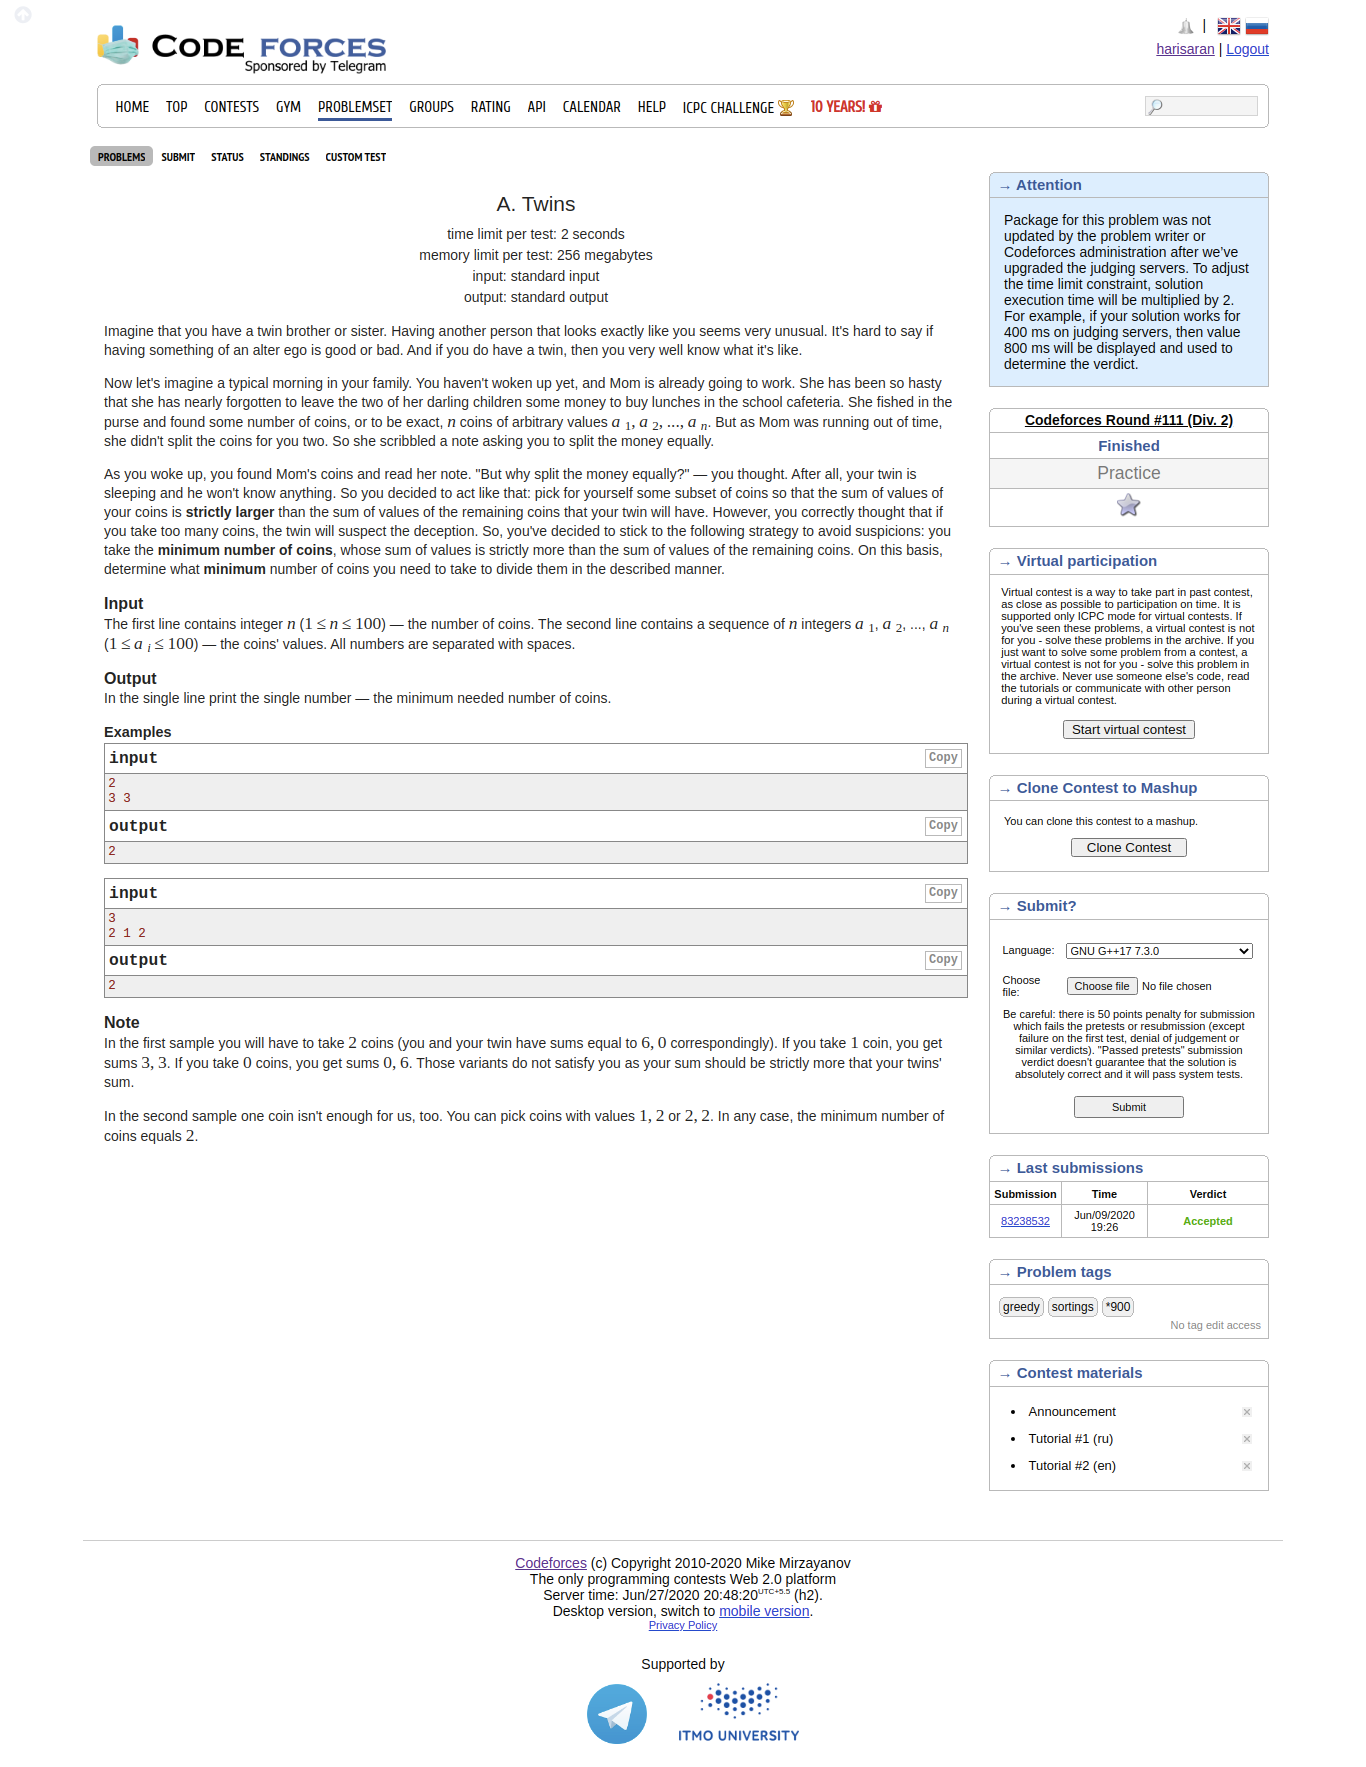 CODE FORCES
Sponsored by Telegram
|
harisaran | Logout
HOME TOP CONTESTS GYM PROBLEMSET GROUPS RATING API CALENDAR HELP ICPC CHALLENGE 10 YEARS!
PROBLEMS SUBMIT STATUS STANDINGS CUSTOM TEST
A. Twins
time limit per test: 2 seconds
memory limit per test: 256 megabytes
input: standard input
output: standard output
Imagine that you have a twin brother or sister. Having another person that looks exactly like you seems very unusual. It's hard to say if
having something of an alter ego is good or bad. And if you do have a twin, then you very well know what it's like.
Now let's imagine a typical morning in your family. You haven't woken up yet, and Mom is already going to work. She has been so hasty
that she has nearly forgotten to leave the two of her darling children some money to buy lunches in the school cafeteria. She fished in the
purse and found some number of coins, or to be exact, n coins of arbitrary values a 1, a 2, ..., a n. But as Mom was running out of time,
she didn't split the coins for you two. So she scribbled a note asking you to split the money equally.
As you woke up, you found Mom's coins and read her note. "But why split the money equally?" — you thought. After all, your twin is
sleeping and he won't know anything. So you decided to act like that: pick for yourself some subset of coins so that the sum of values of
your coins is strictly larger than the sum of values of the remaining coins that your twin will have. However, you correctly thought that if
you take too many coins, the twin will suspect the deception. So, you've decided to stick to the following strategy to avoid suspicions: you
take the minimum number of coins, whose sum of values is strictly more than the sum of values of the remaining coins. On this basis,
determine what minimum number of coins you need to take to divide them in the described manner.
Input
The first line contains integer n (1 ≤ n ≤ 100) — the number of coins. The second line contains a sequence of n integers a 1, a 2, ..., a n
(1 ≤ a i ≤ 100) — the coins' values. All numbers are separated with spaces.
Output
In the single line print the single number — the minimum needed number of coins.
Examples
input Copy
2
3 3
output Copy
2
input Copy
3
2 1 2
output Copy
2
Note
In the first sample you will have to take 2 coins (you and your twin have sums equal to 6, 0 correspondingly). If you take 1 coin, you get
sums 3, 3. If you take 0 coins, you get sums 0, 6. Those variants do not satisfy you as your sum should be strictly more that your twins'
sum.
In the second sample one coin isn't enough for us, too. You can pick coins with values 1, 2 or 2, 2. In any case, the minimum number of
coins equals 2.
→ Attention
Package for this problem was not
updated by the problem writer or
Codeforces administration after we've
upgraded the judging servers. To adjust
the time limit constraint, solution
execution time will be multiplied by 2.
For example, if your solution works for
400 ms on judging servers, then value
800 ms will be displayed and used to
determine the verdict.
Codeforces Round #111 (Div. 2)
Finished
Practice
→ Virtual participation
Virtual contest is a way to take part in past contest,
as close as possible to participation on time. It is
supported only ICPC mode for virtual contests. If
you've seen these problems, a virtual contest is not
for you - solve these problems in the archive. If you
just want to solve some problem from a contest, a
virtual contest is not for you - solve this problem in
the archive. Never use someone else's code, read
the tutorials or communicate with other person
during a virtual contest.
Start virtual contest
→ Clone Contest to Mashup
You can clone this contest to a mashup.
Clone Contest
→ Submit?
Language: GNU G++17 7.3.0
Choose
file: Choose file No file chosen
Be careful: there is 50 points penalty for submission
which fails the pretests or resubmission (except
failure on the first test, denial of judgement or
similar verdicts). "Passed pretests" submission
verdict doesn't guarantee that the solution is
absolutely correct and it will pass system tests.
Submit
→ Last submissions
Submission Time Verdict
83238532 Jun/09/2020
19:26 Accepted
→ Problem tags
greedy sortings *900
No tag edit access
→ Contest materials
• Announcement
• Tutorial #1 (ru)
• Tutorial #2 (en)
Codeforces (c) Copyright 2010-2020 Mike Mirzayanov
The only programming contests Web 2.0 platform
Server time: Jun/27/2020 20:48:20UTC+5.5 (h2).
Desktop version, switch to mobile version.
Privacy Policy
Supported by
ITMO UNIVERSITY